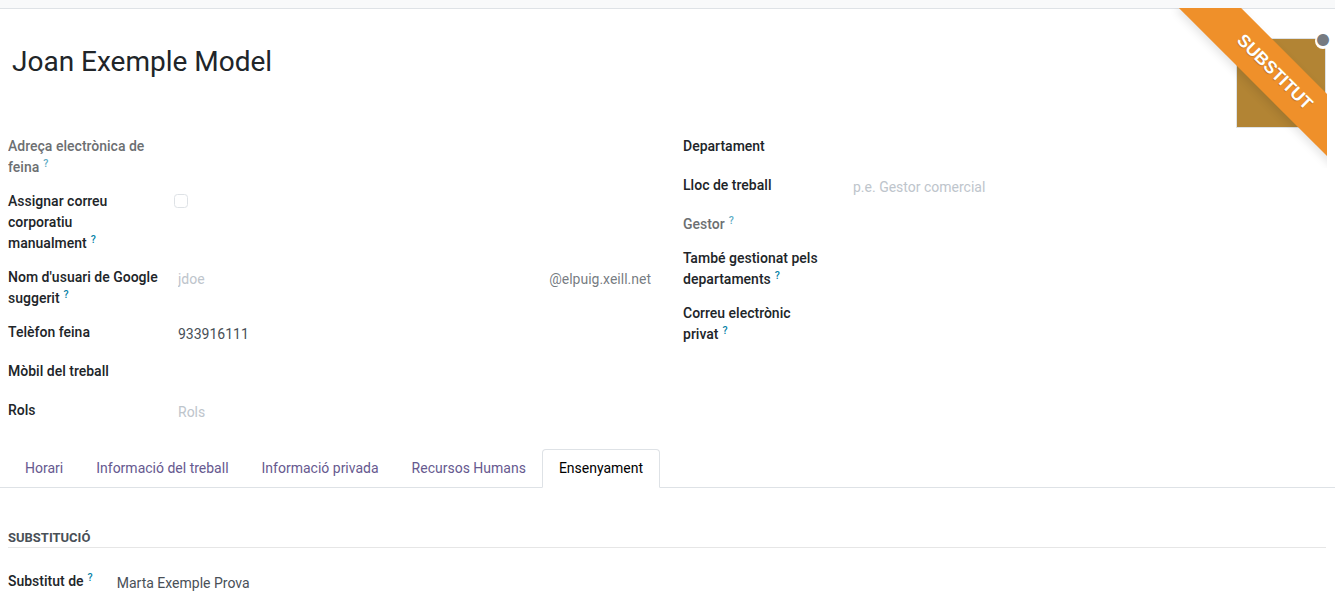 SUBSTITUT
Joan Exemple Model
Adreça electrònica de
feina ?
Assignar correu
corporatiu
manualment ?
Nom d'usuari de Google
suggerit ?
jdoe
@elpuig.xeill.net
Telèfon feina
933916111
Mòbil del treball
Rols
Rols
Departament
Lloc de treball
p.e. Gestor comercial
Gestor ?
També gestionat pels
departaments ?
Correu electrònic
privat ?
Horari
Informació del treball
Informació privada
Recursos Humans
Ensenyament
SUBSTITUCIÓ
Substitut de ?
Marta Exemple Prova